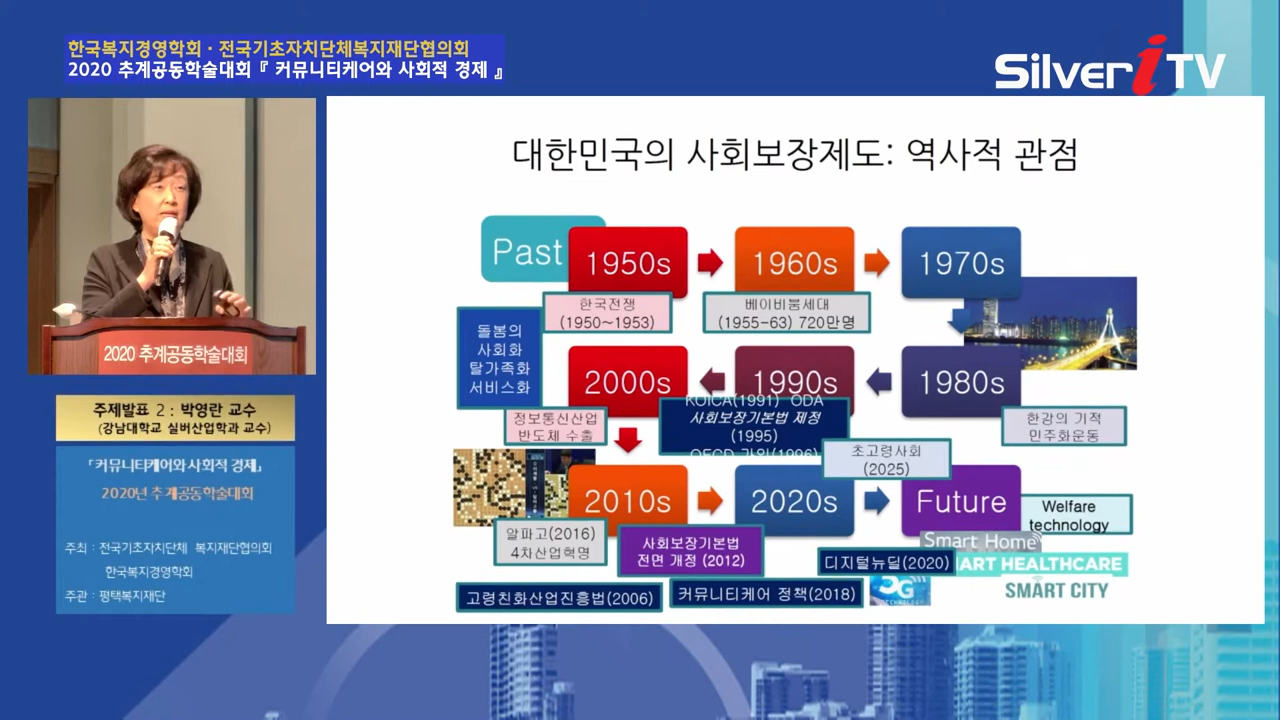 한국복지경영학회 · 전국기초자치단체복지재단협의회
2020 추계공동학술대회『 커뮤니티케어와 사회적 경제 』
Silver i TV
2020 추계공동학술대회
주제발표 2 : 박영란 교수
(강남대학교 실버산업학과 교수)
『커뮤니티케어와 사회적 경제』
2020년 추계공동학술대회
주최 : 전국기초자치단체 복지재단협의회
한국복지경영학회
주관 : 평택복지재단
대한민국의 사회보장제도: 역사적 관점
Past
1950s
1960s
1970s
한국전쟁
(1950~1953)
베이비붐세대
(1955-63) 720만명
돌봄의
사회화
탈가족화
서비스화
2000s
1990s
1980s
정보통신산업
반도체 수출
KOICA(1991) ODA
사회보장기본법 제정
(1995)
OECD 가입(1996)
한강의 기적
민주화운동
초고령사회
(2025)
2010s
2020s
Future
Welfare
technology
알파고(2016)
4차산업혁명
사회보장기본법
전면 개정 (2012)
Smart Home
디지털뉴딜(2020)
ART HEALTHCARE
SMART CITY
5G
TECHNOLOGY
고령친화산업진흥법(2006)
커뮤니티케어 정책(2018)